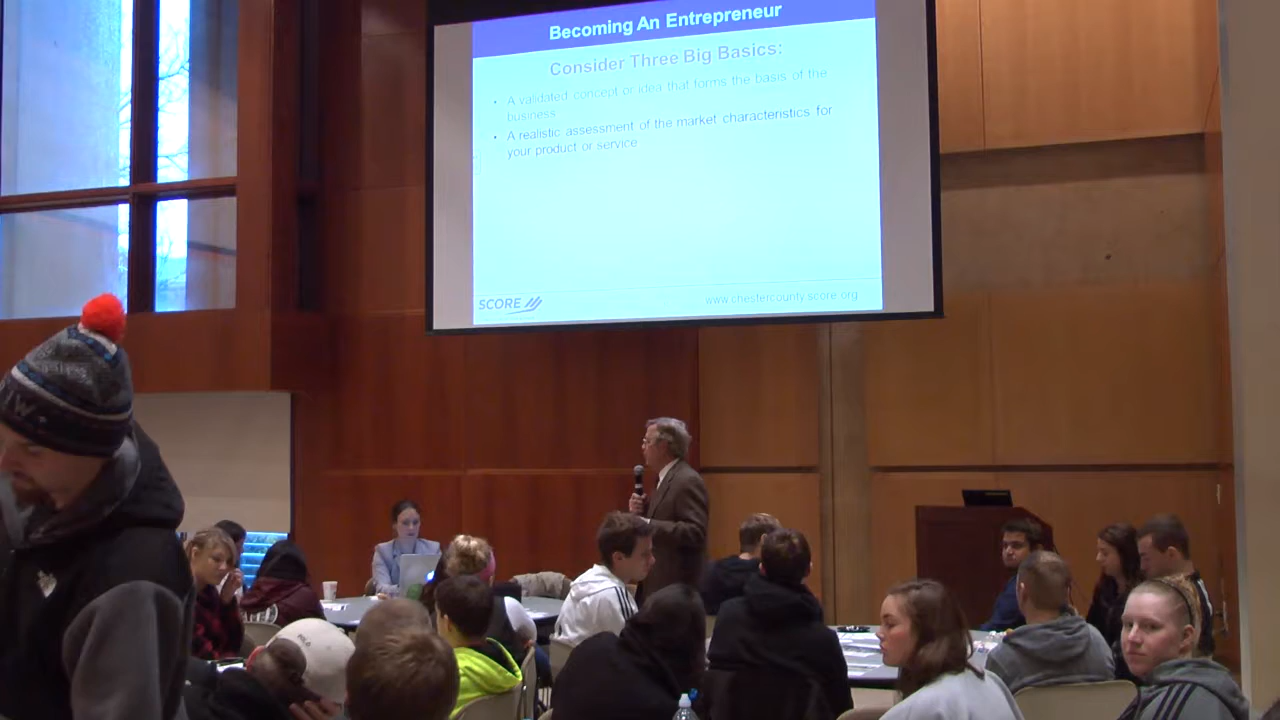 Becoming An Entrepreneur
Consider Three Big Basics:
• A validated concept or idea that forms the basis of the
business
• A realistic assessment of the market characteristics for
your product or service
SCORE
www.chestercounty.score.org